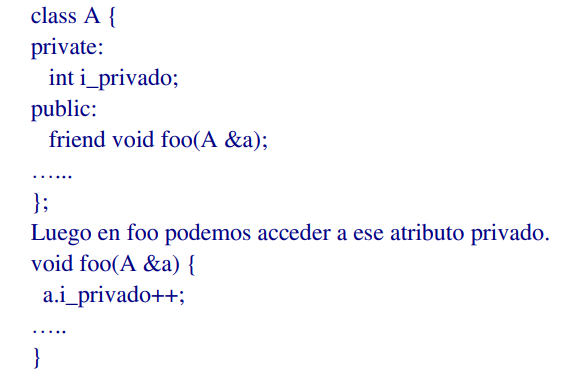 class A {
private:
int i_privado;
public:
friend void foo(A &a);
…...
};
Luego en foo podemos acceder a ese atributo privado.
void foo(A &a) {
a.i_privado++;
…..
}